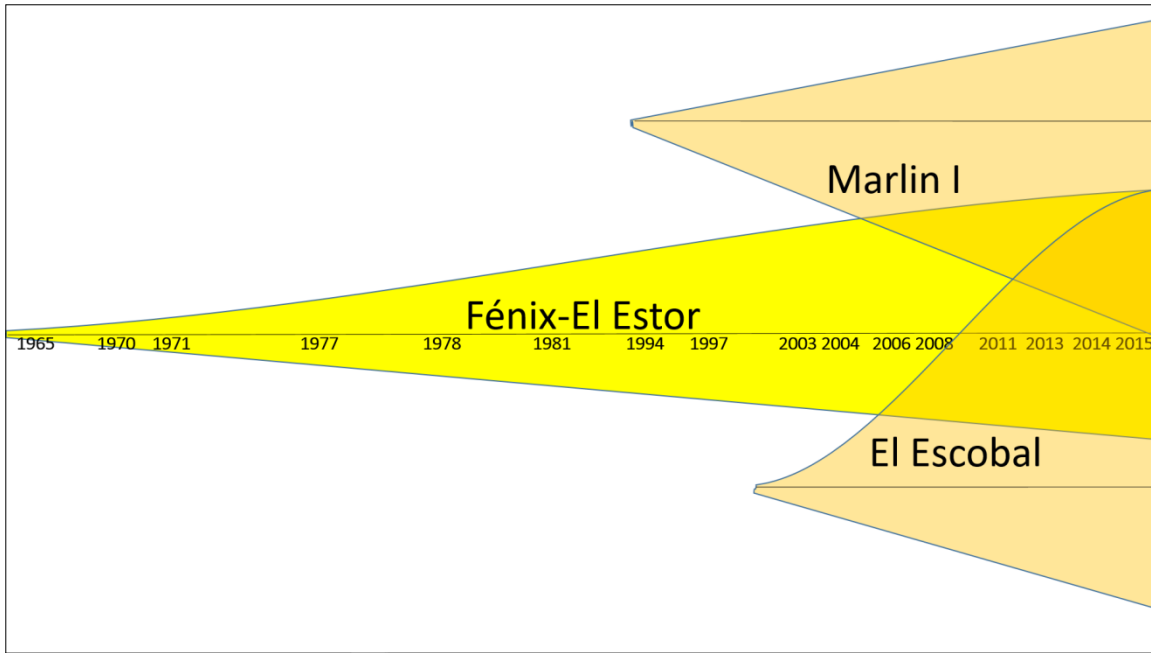 Marlin I
Fénix-El Estor
1965 1970 1971 1977 1978 1981 1994 1997 2003 2004 2006 2008 2011 2013 2014 2015
El Escobal